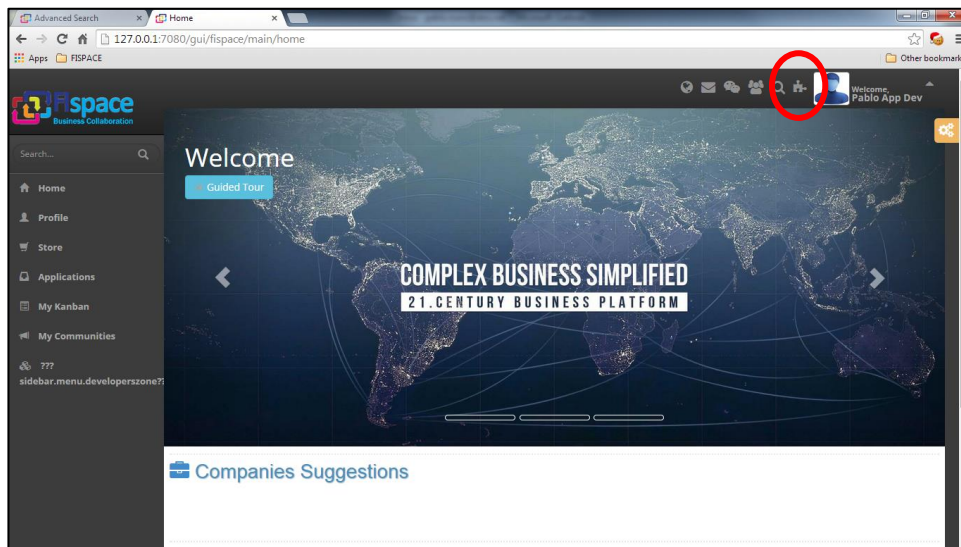 Advanced Search
Home
127.0.0.1:7080/gui/fispace/main/home
Apps
FISPACE
Other bookmark
FIspace
Business Collaboration
Welcome,
Pablo App Dev
Search...
Home
Profile
Store
Applications
My Kanban
My Communities
???
sidebar.menu.developerszone??
Welcome
Guided Tour
COMPLEX BUSINESS SIMPLIFIED
21.CENTURY BUSINESS PLATFORM
Companies Suggestions